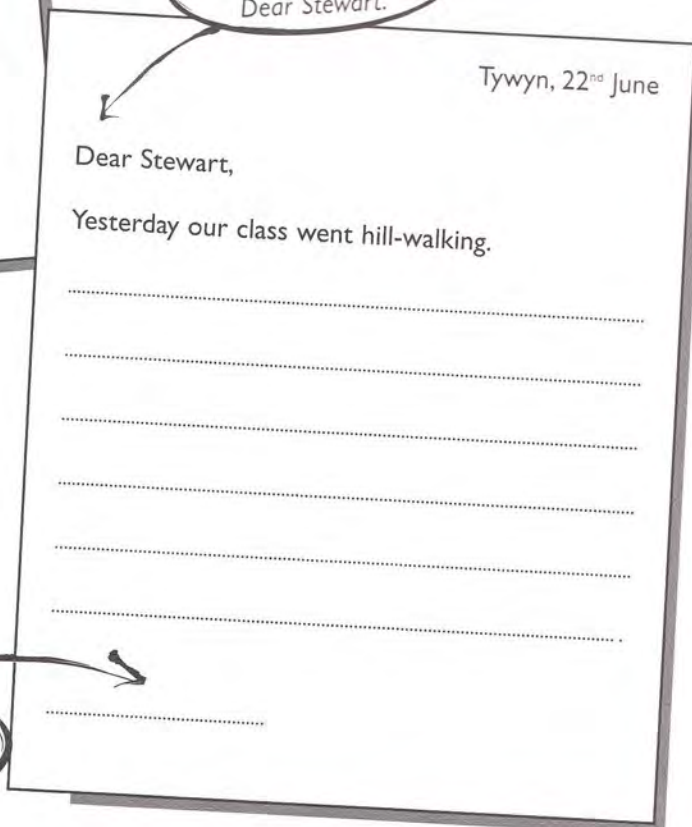 Dear Stewart.
Tywyn, 22nd June
Dear Stewart,
Yesterday our class went hill-walking.